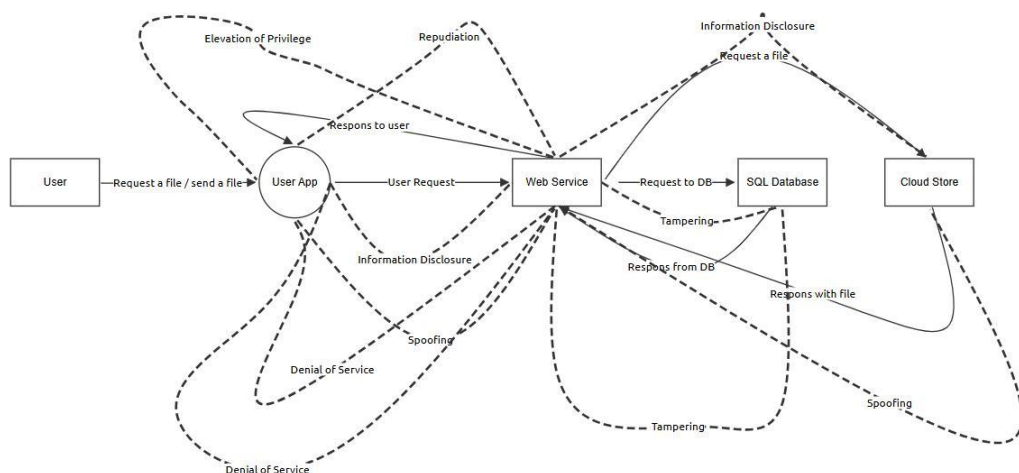 Information Disclosure
Elevation of Privilege
Repudiation
Request a file
Respons to user
User
Request a file / send a file
User App
User Request
Web Service
Request to DB
SQL Database
Cloud Store
Tampering
Information Disclosure
Respons from DB
Respons with file
Spoofing
Denial of Service
Spoofing
Tampering
Denial of Service